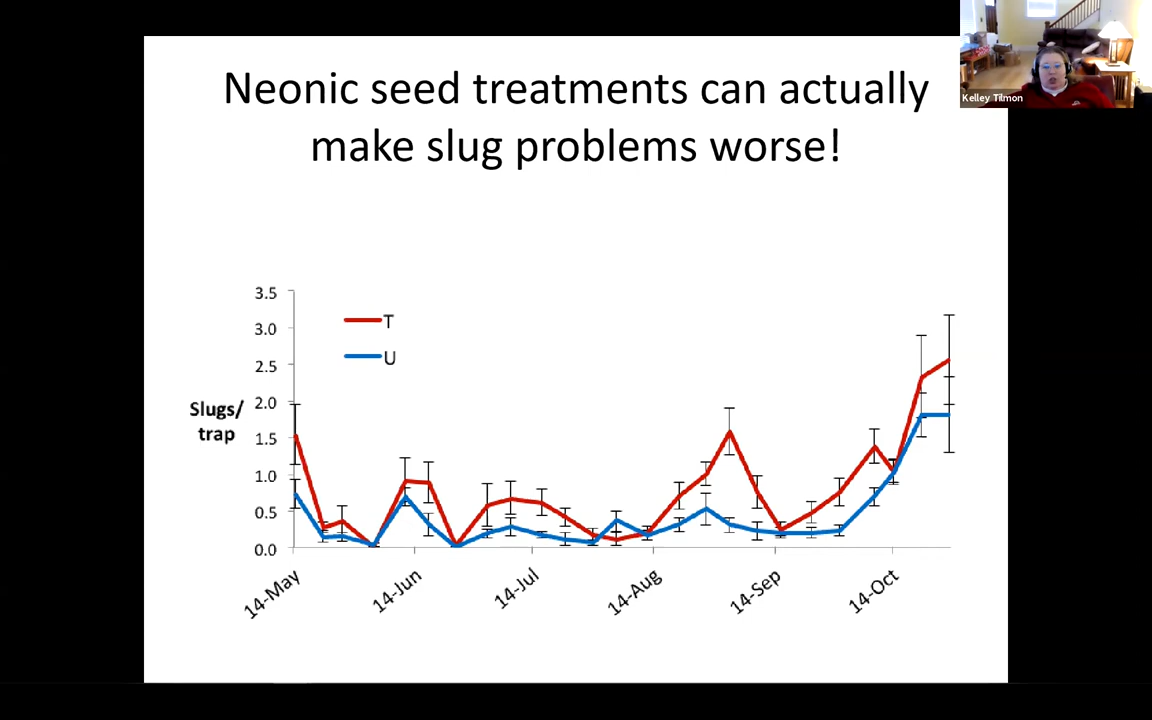 Neonic seed treatments can actually
make slug problems worse!
Kelley Tilmon
3.5
3.0
2.5
2.0
1.5
1.0
0.5
0.0
Slugs/
trap
T
U
14-May
14-Jun
14-Jul
14-Aug
14-Sep
14-Oct